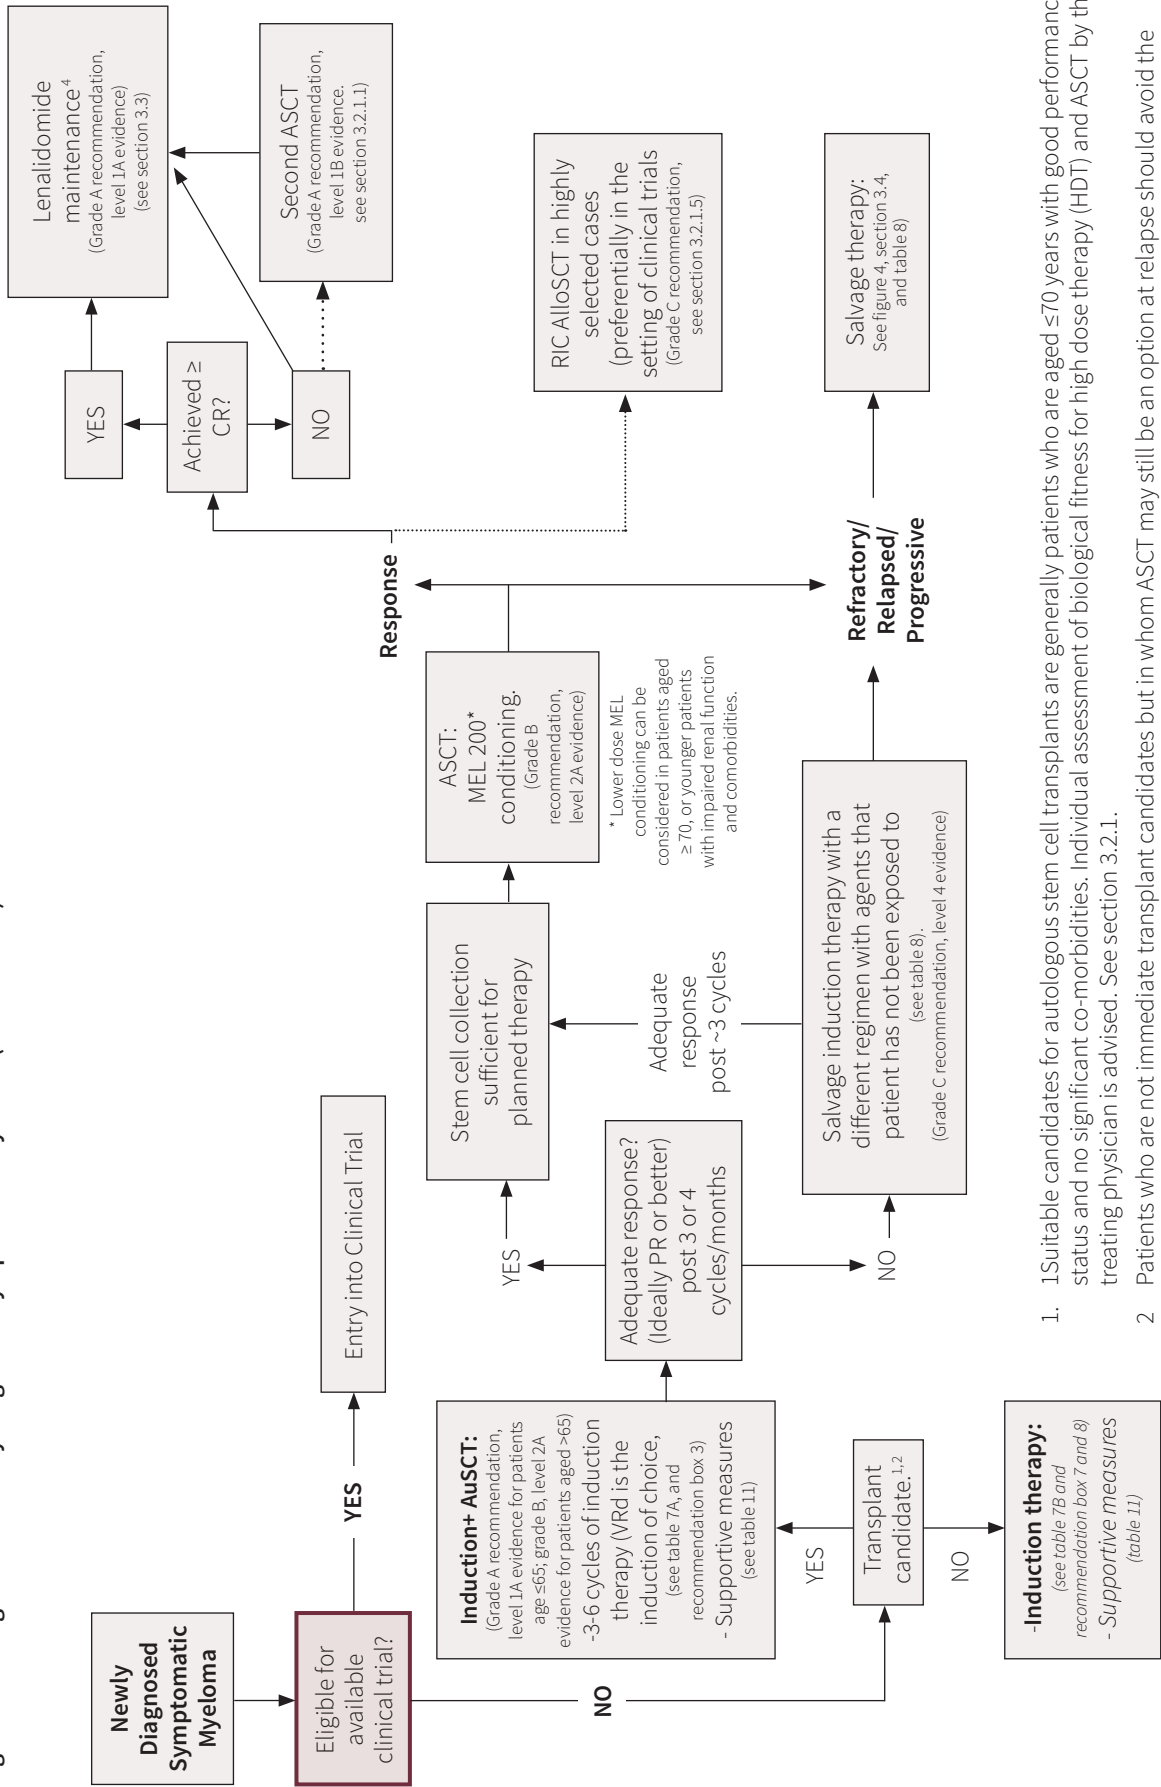 Newly
Diagnosed
Symptomatic
Myeloma
Eligible for
available
clinical trial?
YES
Entry into Clinical Trial
NO
Transplant
candidate.1,2
YES
NO
Induction+ AuSCT:
(Grade A recommendation,
level 1A evidence for patients
age ≤65; grade B, level 2A
evidence for patients aged >65)
-3-6 cycles of induction
therapy (VRd is the
induction of choice,
(see table 7A, and
recommendation box 3)
- Supportive measures
(see table 11)
-Induction therapy:
(see table 7B and
recommendation box 7 and 8)
- Supportive measures
(table 11)
Adequate response?
(Ideally PR or better)
post 3 or 4
cycles/months
YES
NO
Stem cell collection
sufficient for
planned therapy
Adequate
response
post ~3 cycles
Salvage induction therapy with a
different regimen with agents that
patient has not been exposed to
(see table 8).
(Grade C recommendation, level 4 evidence)
ASCT:
MEL 200*
conditioning.
(Grade B
recommendation,
level 2A evidence)
* Lower dose MEL
conditioning can be
considered in patients aged
≥ 70, or younger patients
with impaired renal function
and comorbidities.
Response
Refractory/
Relapsed/
Progressive
Achieved ≥
CR?
YES
NO
Lenalidomide
maintenance4
(Grade A recommendation,
level 1A evidence)
(see section 3.3)
Second ASCT
(Grade A recommendation,
level 1B evidence.
see section 3.2.1.1)
RIC AlloSCT in highly
selected cases
(preferentially in the
setting of clinical trials
(Grade C recommendation,
see section 3.2.1.5)
Salvage therapy:
See figure 4, section 3.4,
and table 8)
1. 1Suitable candidates for autologous stem cell transplants are generally patients who are aged ≤70 years with good performanc
status and no significant co-morbidities. Individual assessment of biological fitness for high dose therapy (HDT) and ASCT by th
treating physician is advised. See section 3.2.1.
2 Patients who are not immediate transplant candidates but in whom ASCT may still be an option at relapse should avoid the